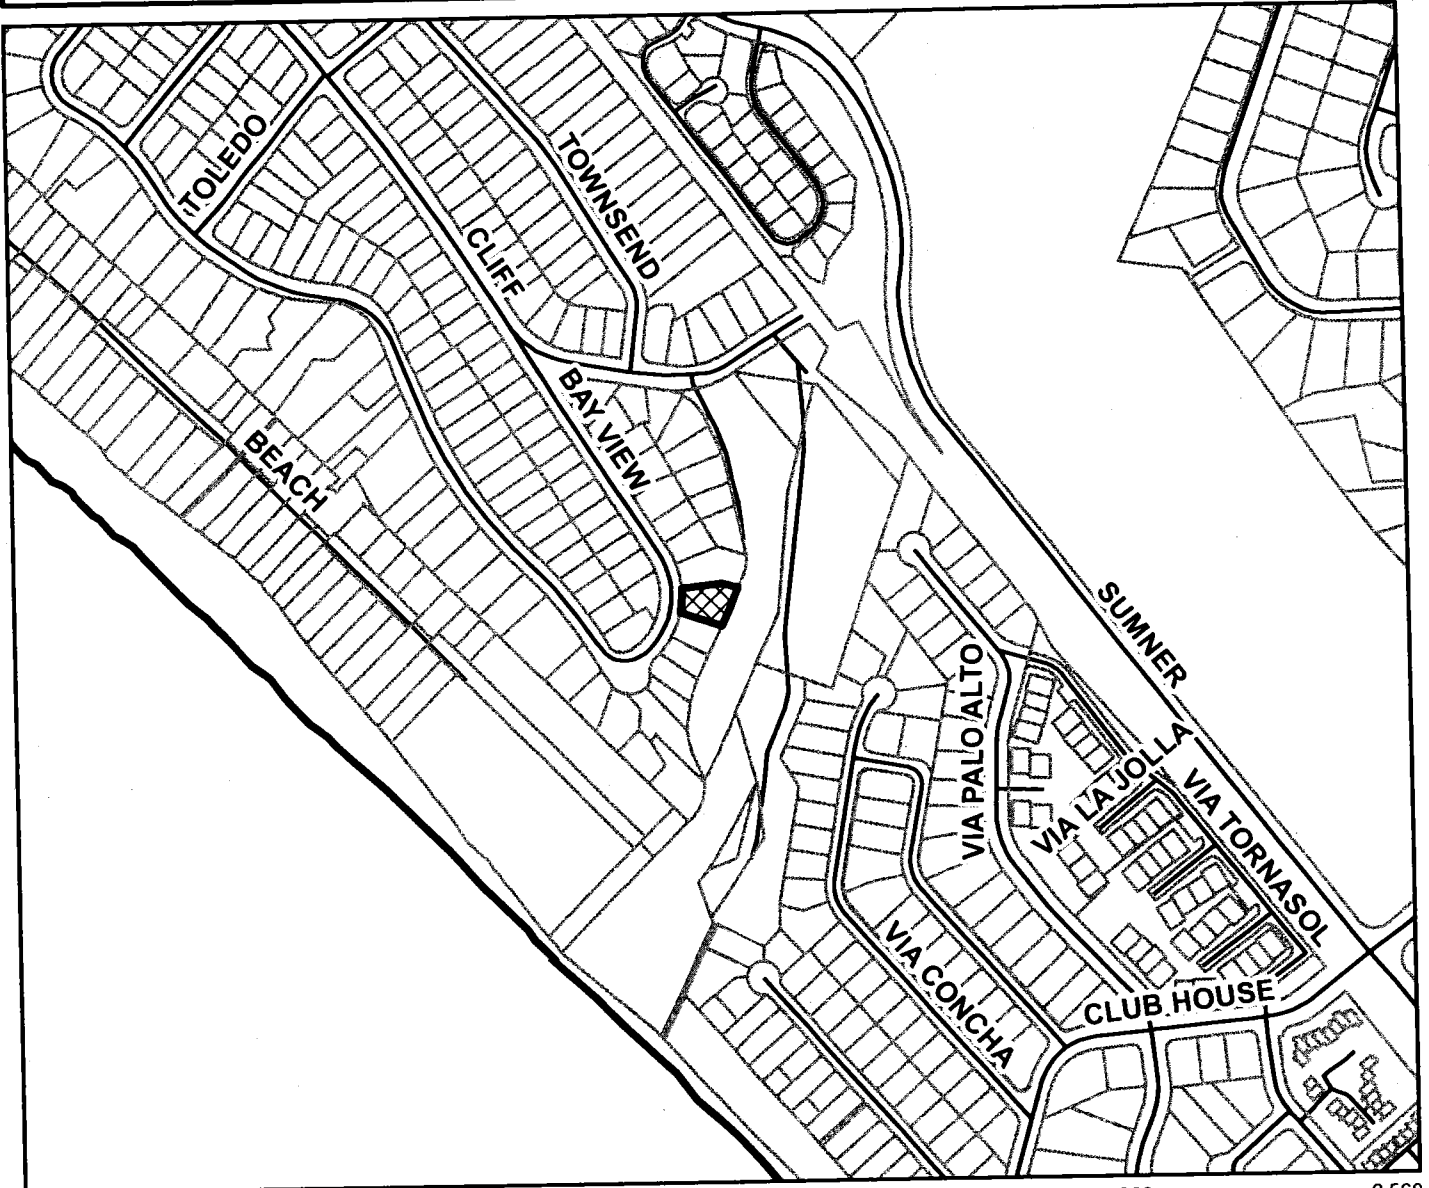 TOLEDO
TOWNSEND
CLIFF
BAY VIEW
BEACH
SUMNER
VIA PALO ALTO
VIA LA JOLLA
VIA TORNASOL
VIA CONCHA
CLUB HOUSE